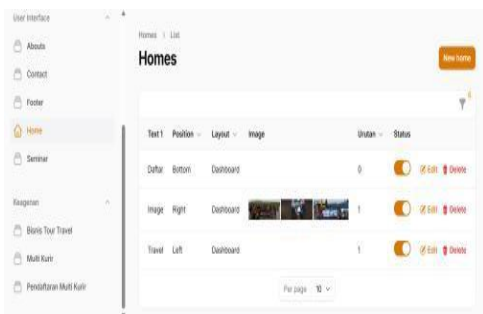 User Interface
Abouts
Contact
Footer
Home
Seminar
Keagenan
Bisnis Tour Travel
Multi Kurir
Pendaftaran Multi Kurir
Homes List
Homes
New home
Text 1 Position Layout Image Urutan Status
Daftar Bottom Dashboard 0 Edit Delete
Image Right Dashboard 1 Edit Delete
Travel Left Dashboard 1 Edit Delete
Per page 10